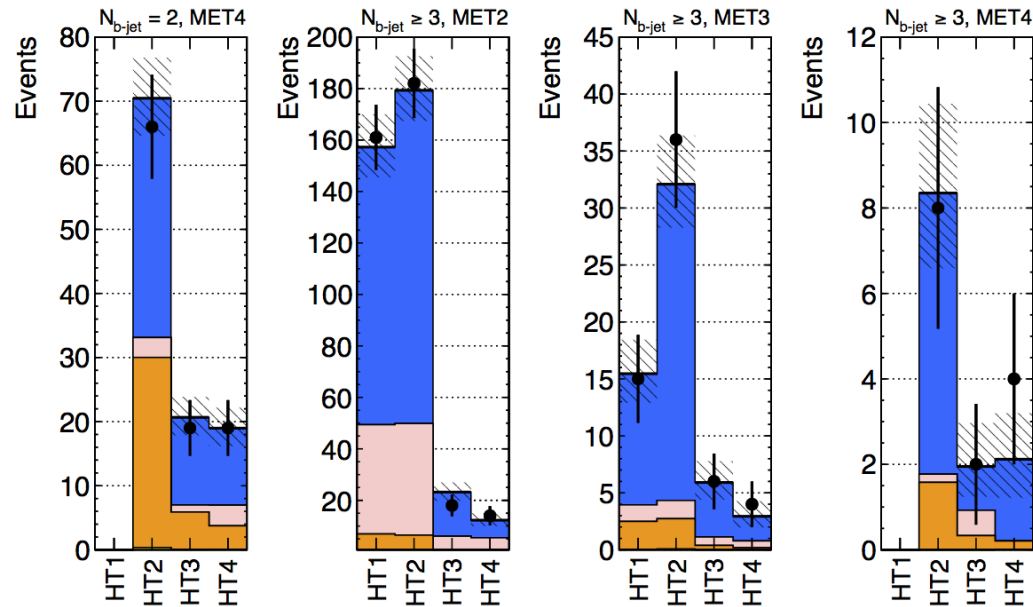 N_b-jet = 2, MET4
Events
80
70
60
50
40
30
20
10
0
HT1
HT2
HT3
HT4
N_b-jet ≥ 3, MET2
Events
200
180
160
140
120
100
80
60
40
20
HT1
HT2
HT3
HT4
N_b-jet ≥ 3, MET3
Events
45
40
35
30
25
20
15
10
5
0
HT1
HT2
HT3
HT4
N_b-jet ≥ 3, MET4
Events
12
10
8
6
4
2
0
HT1
HT2
HT3
HT4